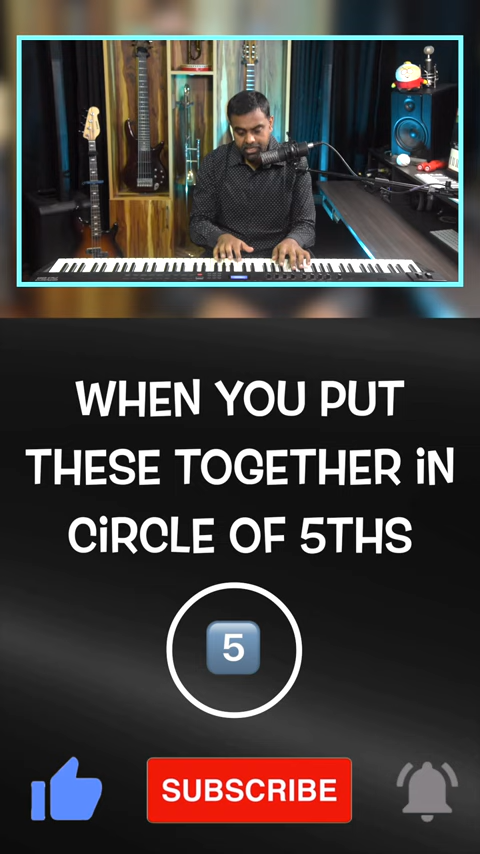 WHEN YOU PUT
THESE TOGETHER iN
CiRCLE OF 5THS
5
SUBSCRIBE